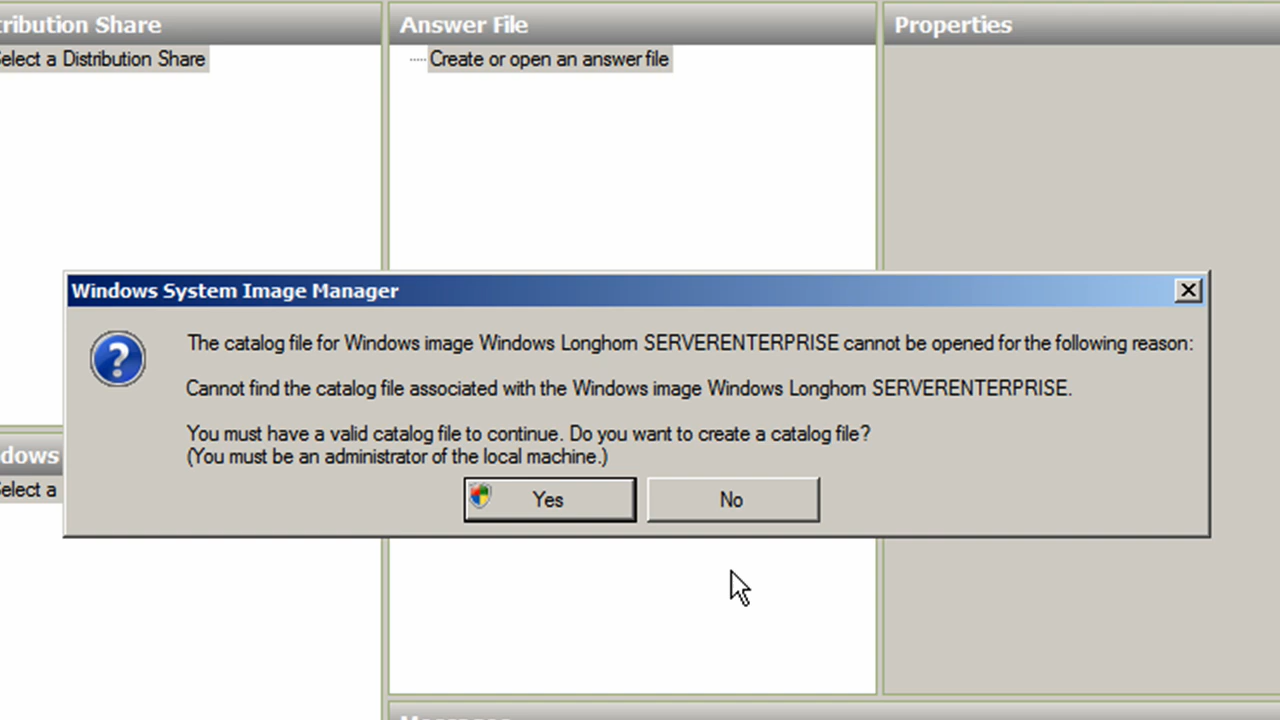 tribution Share
Select a Distribution Share
Answer File
Create or open an answer file
Properties
Windows System Image Manager
The catalog file for Windows image Windows Longhorn SERVERENTERPRISE cannot be opened for the following reason:
Cannot find the catalog file associated with the Windows image Windows Longhorn SERVERENTERPRISE.
You must have a valid catalog file to continue. Do you want to create a catalog file?
(You must be an administrator of the local machine.)
Yes
No
dows
Select a